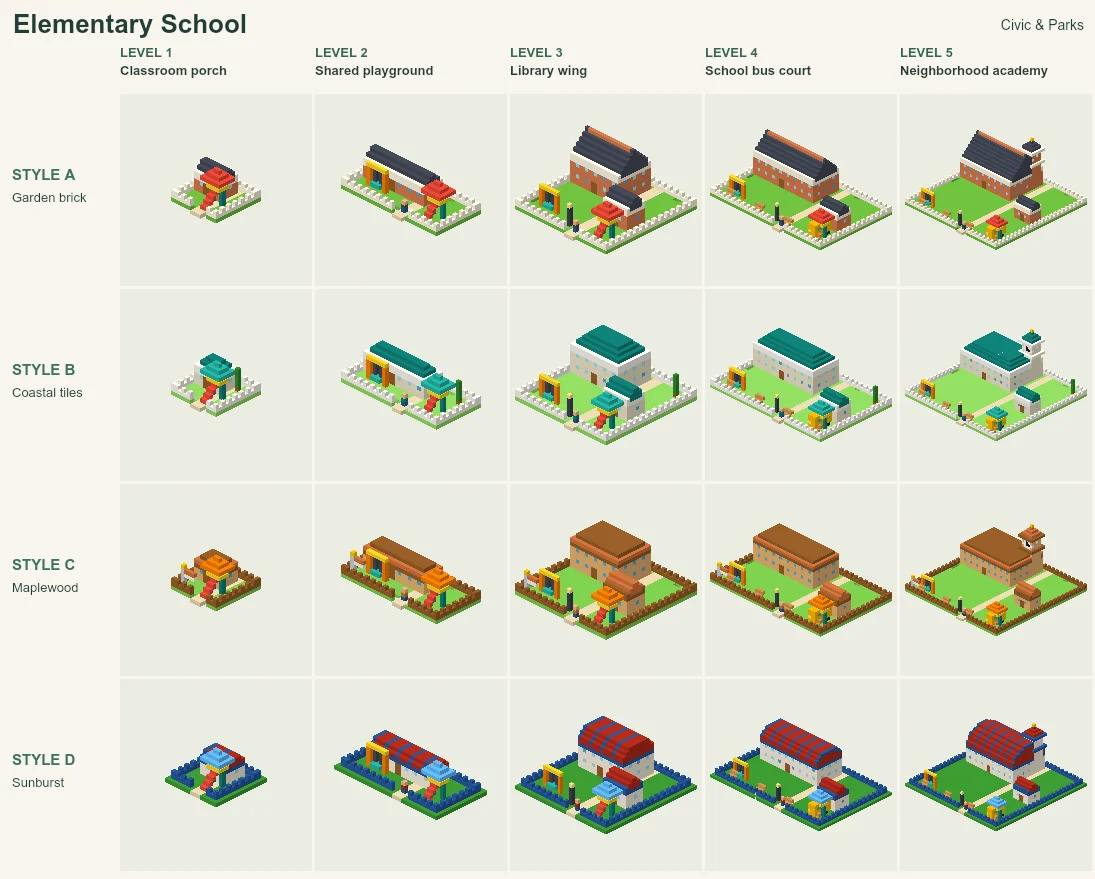 Elementary School
Civic & Parks
LEVEL 1
Classroom porch
LEVEL 2
Shared playground
LEVEL 3
Library wing
LEVEL 4
School bus court
LEVEL 5
Neighborhood academy
STYLE A
Garden brick
STYLE B
Coastal tiles
STYLE C
Maplewood
STYLE D
Sunburst